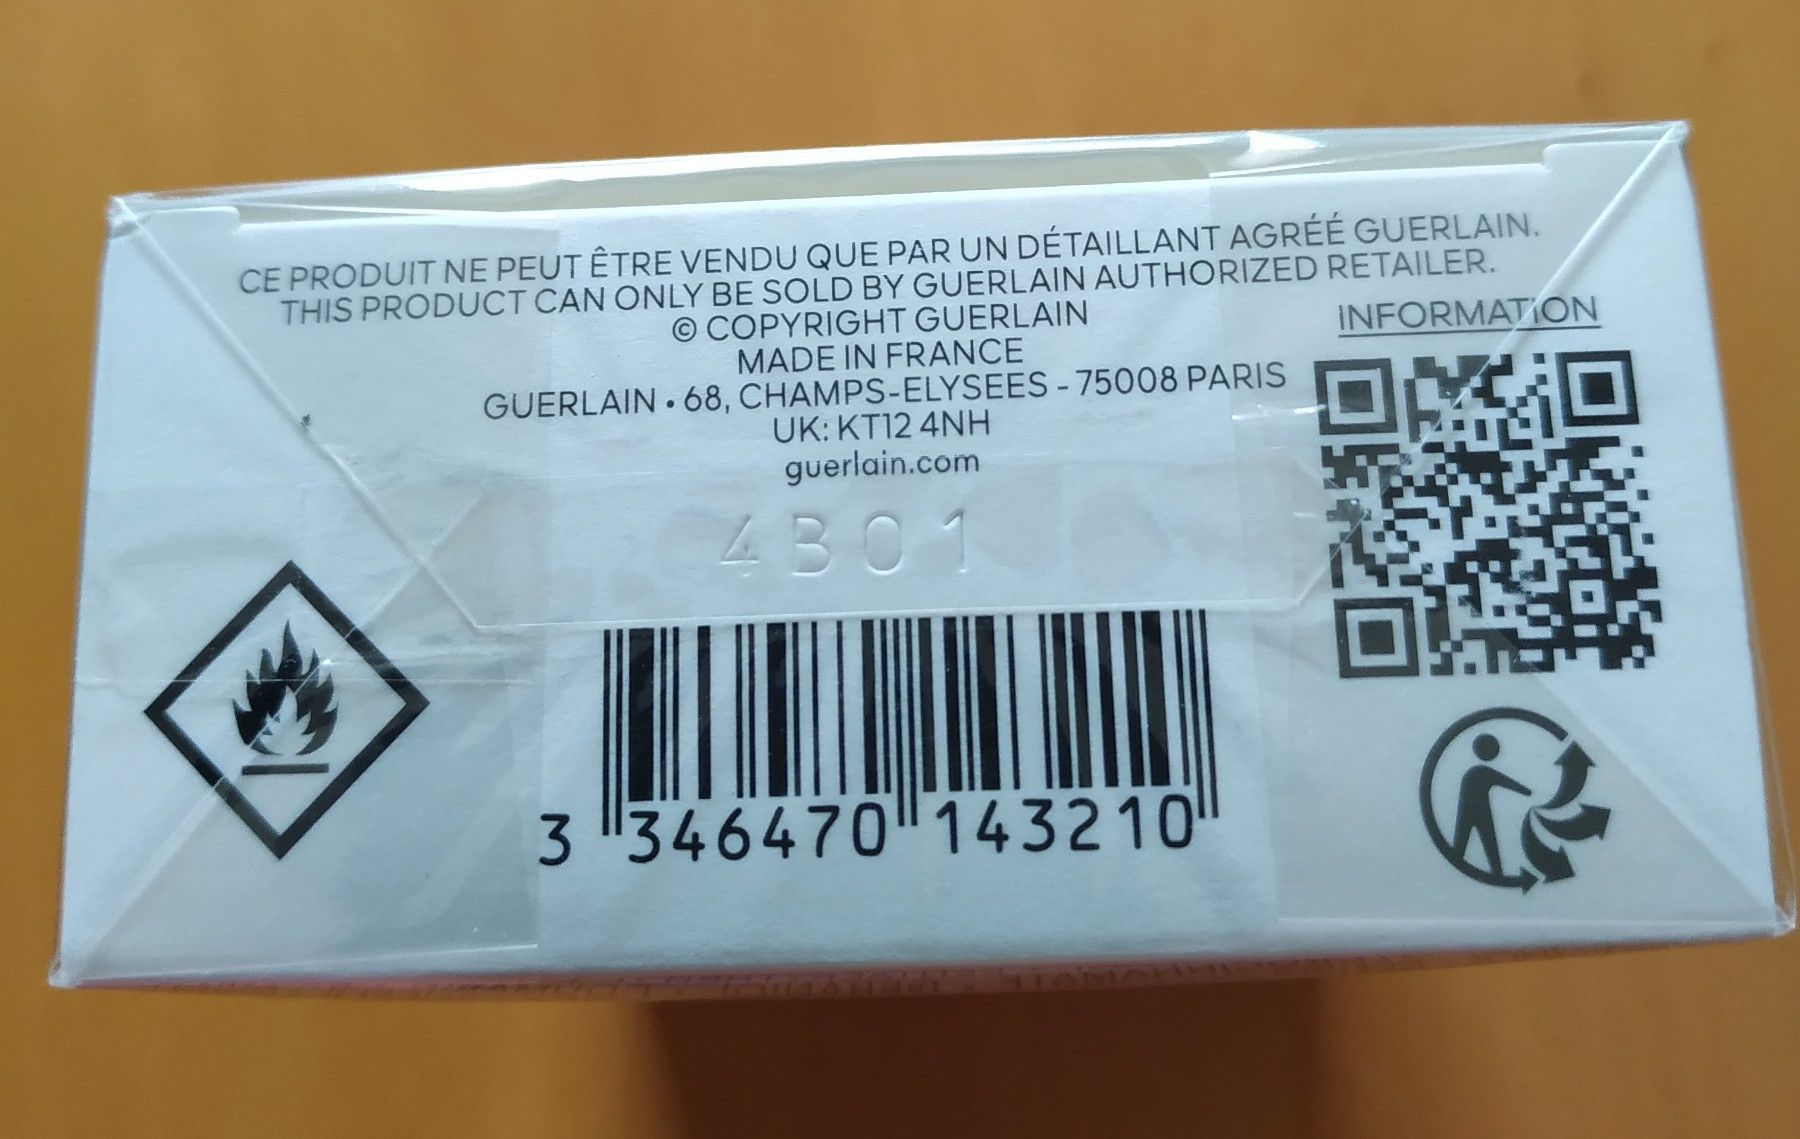 CE PRODUIT NE PEUT ÊTRE VENDU QUE PAR UN DÉTAILLANT AGRÉÉ GUERLAIN.
THIS PRODUCT CAN ONLY BE SOLD BY GUERLAIN AUTHORIZED RETAILER.
© COPYRIGHT GUERLAIN
MADE IN FRANCE
GUERLAIN • 68, CHAMPS-ELYSEES - 75008 PARIS
UK: KT12 4NH
guerlain.com
INFORMATION
4B01
3 346470 143210